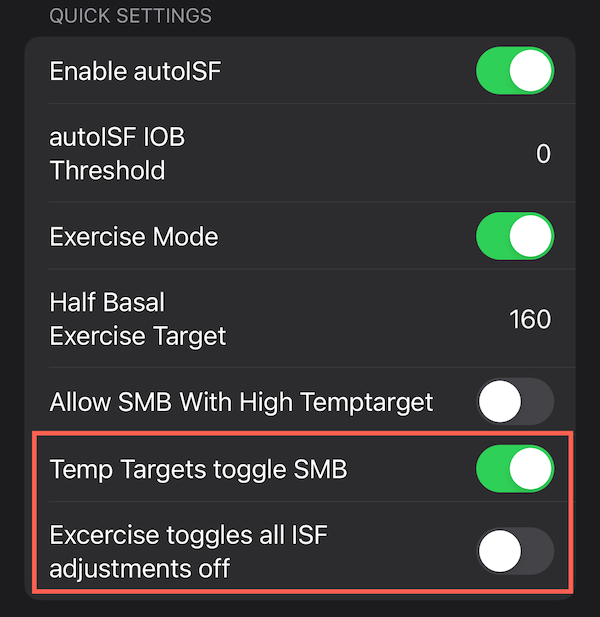 QUICK SETTINGS
Enable autoISF
autoISF IOB
Threshold
0
Exercise Mode
Half Basal
Exercise Target
160
Allow SMB With High Temptarget
Temp Targets toggle SMB
Excercise toggles all ISF
adjustments off